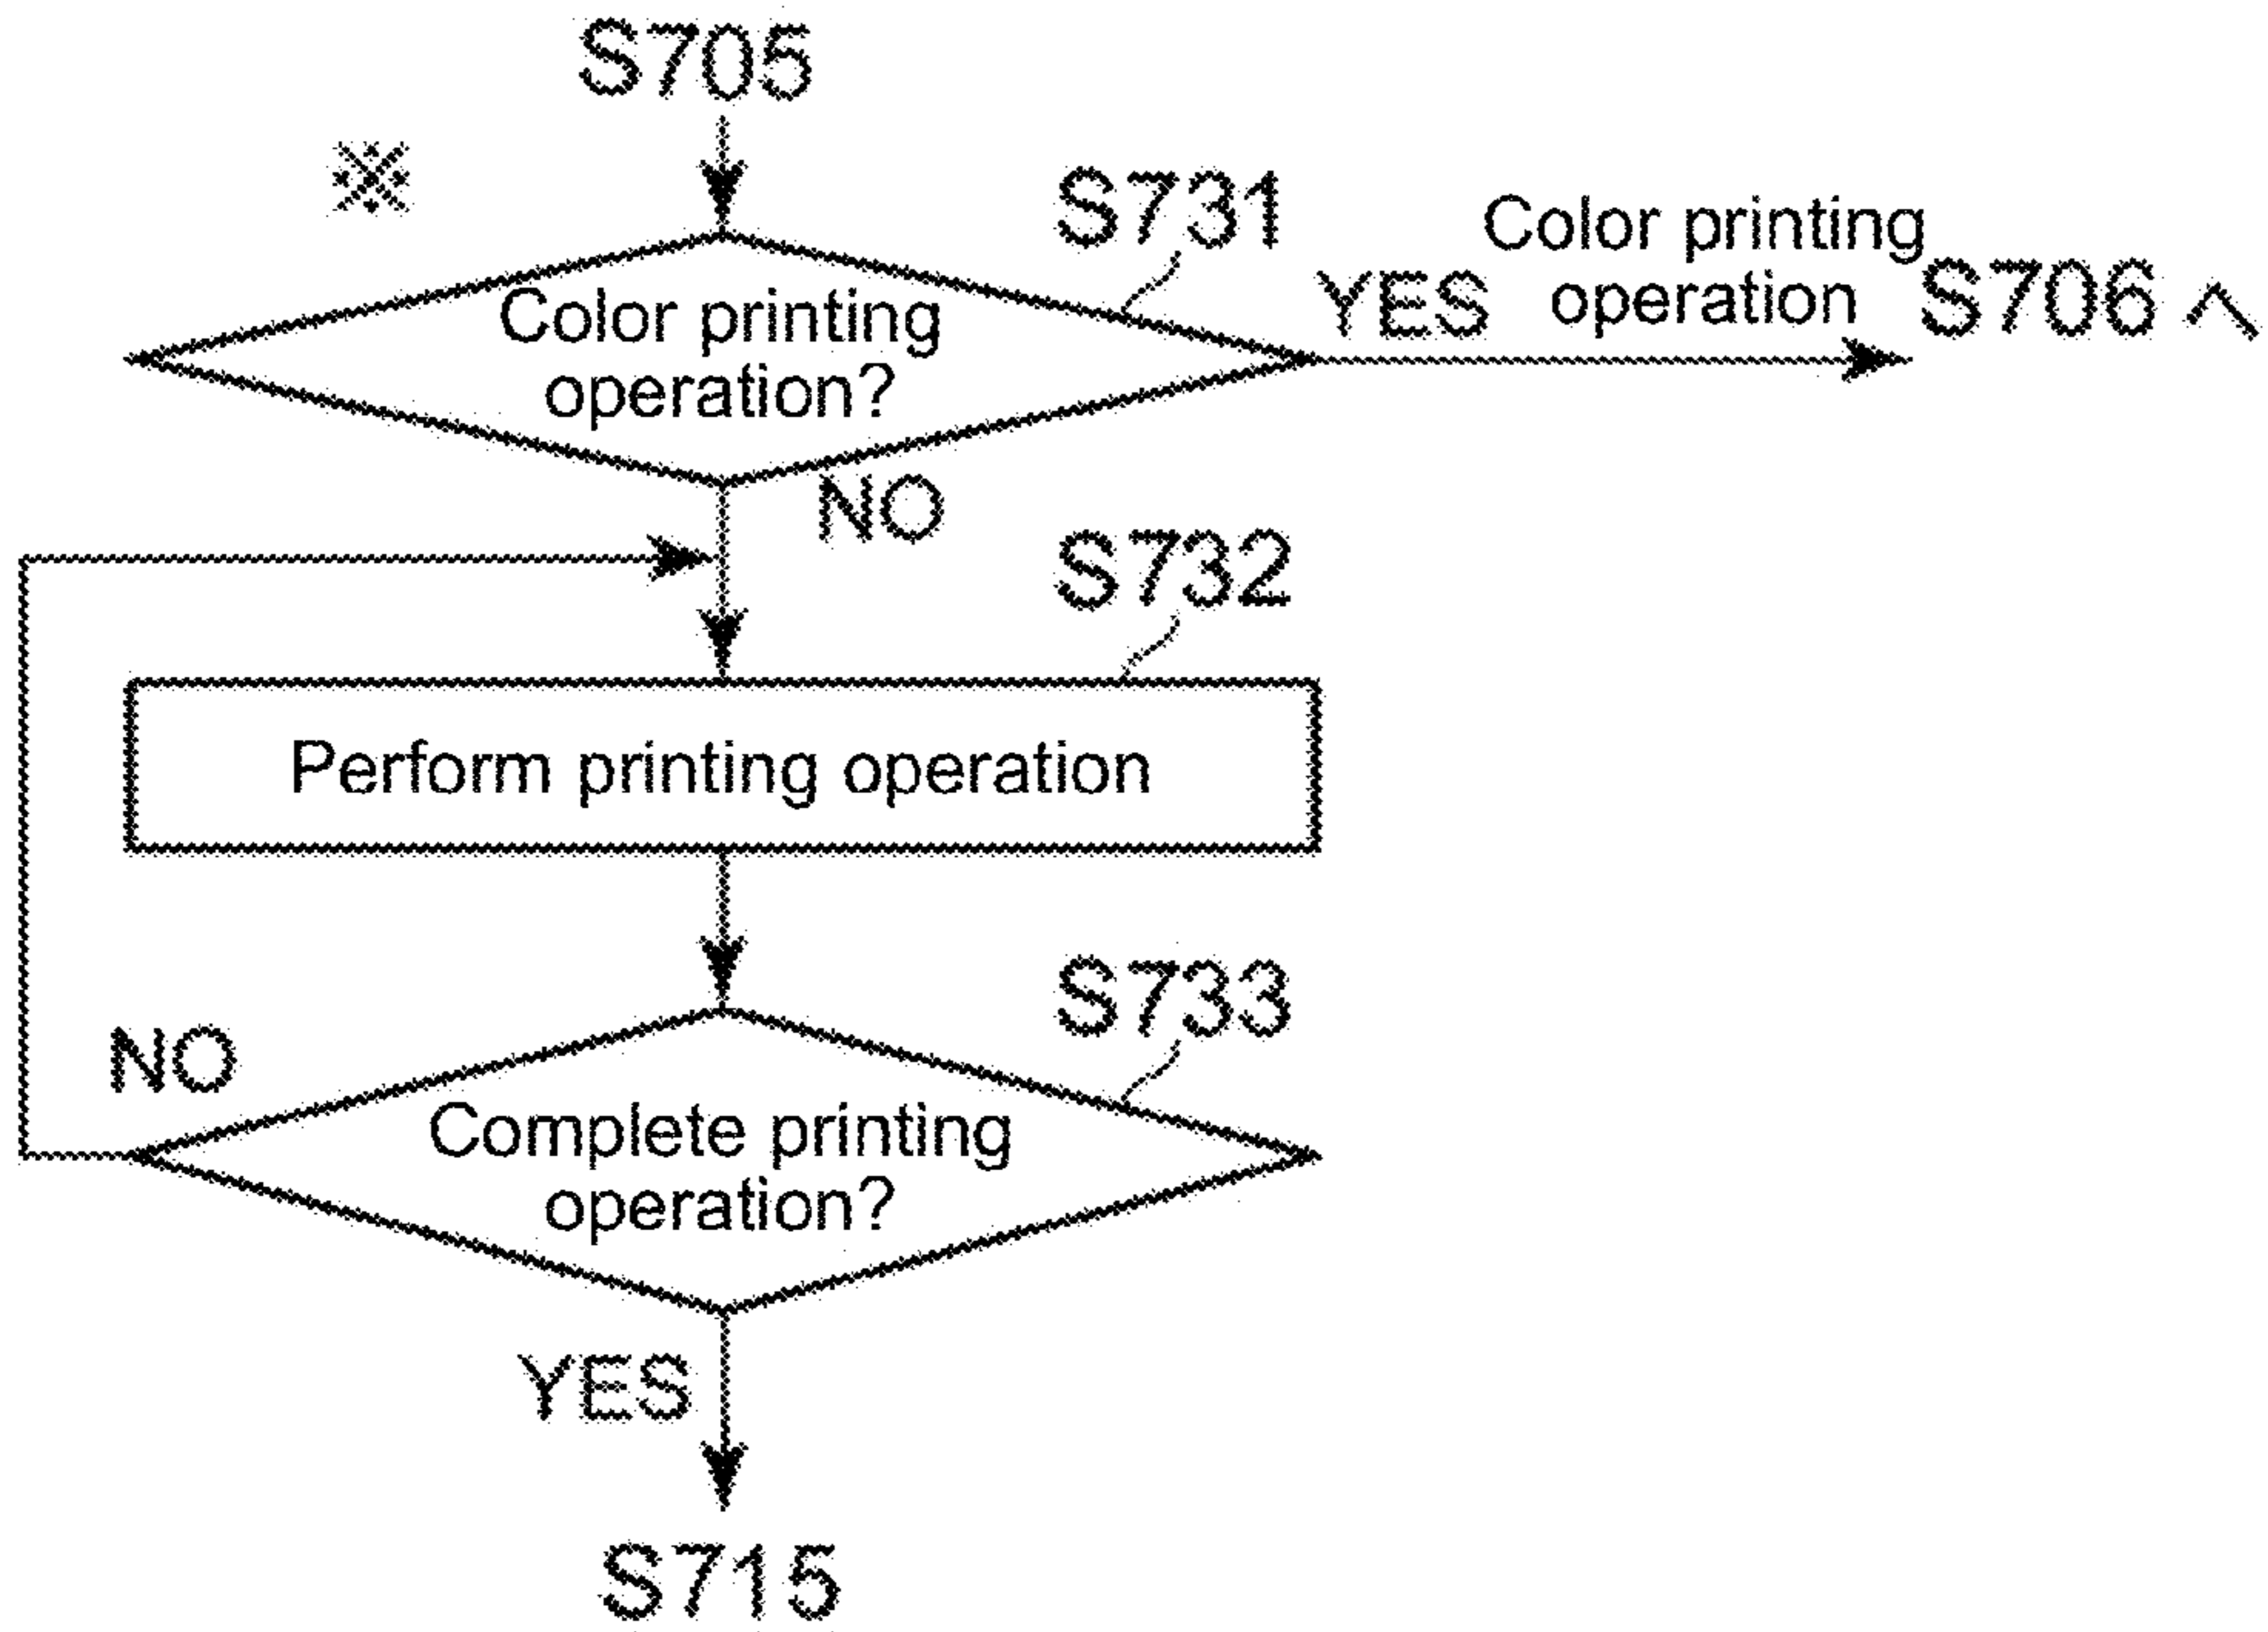 S705
※
S731
Color printing
operation?
YES
Color printing
operation
S706 へ
NO
S732
Perform printing operation
S733
NO
Complete printing
operation?
YES
S715